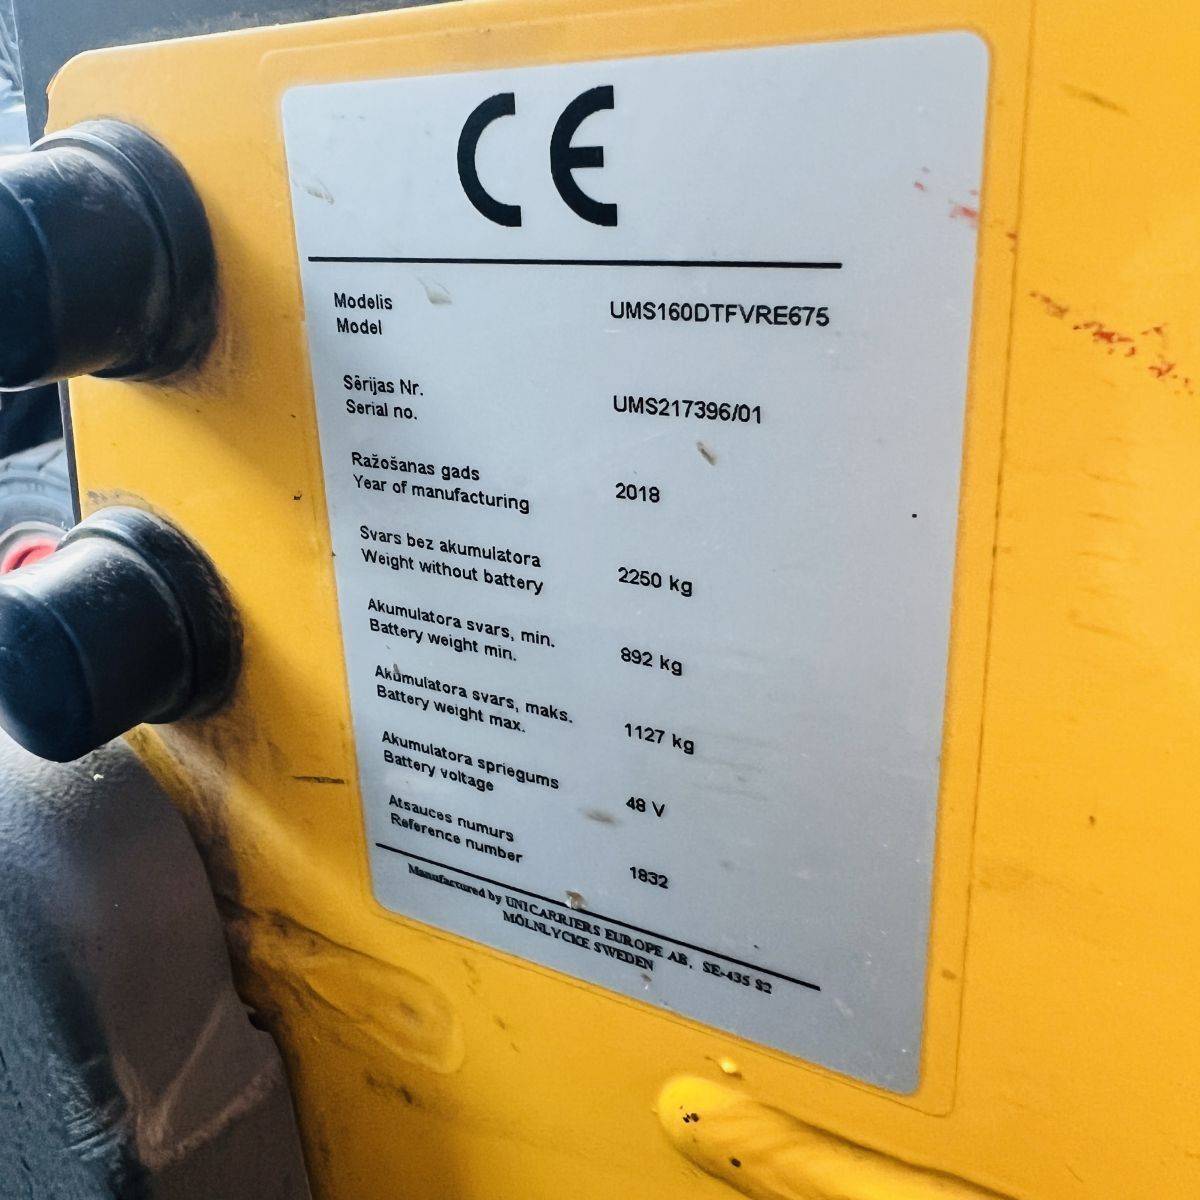 CE
Modelis
Model UMS160DTFVRE675
Sērijas Nr.
Serial no. UMS217396/01
Ražošanas gads
Year of manufacturing 2018
Svars bez akumulatora
Weight without battery 2250 kg
Akumulatora svars, min.
Battery weight min. 892 kg
Akumulatora svars, maks.
Battery weight max. 1127 kg
Akumulatora spriegums
Battery voltage 48 V
Atsauces numurs
Reference number 1832
Manufactured by UNICARRIERS EUROPE AB, SE-435 82
MÖLNLYCKE SWEDEN